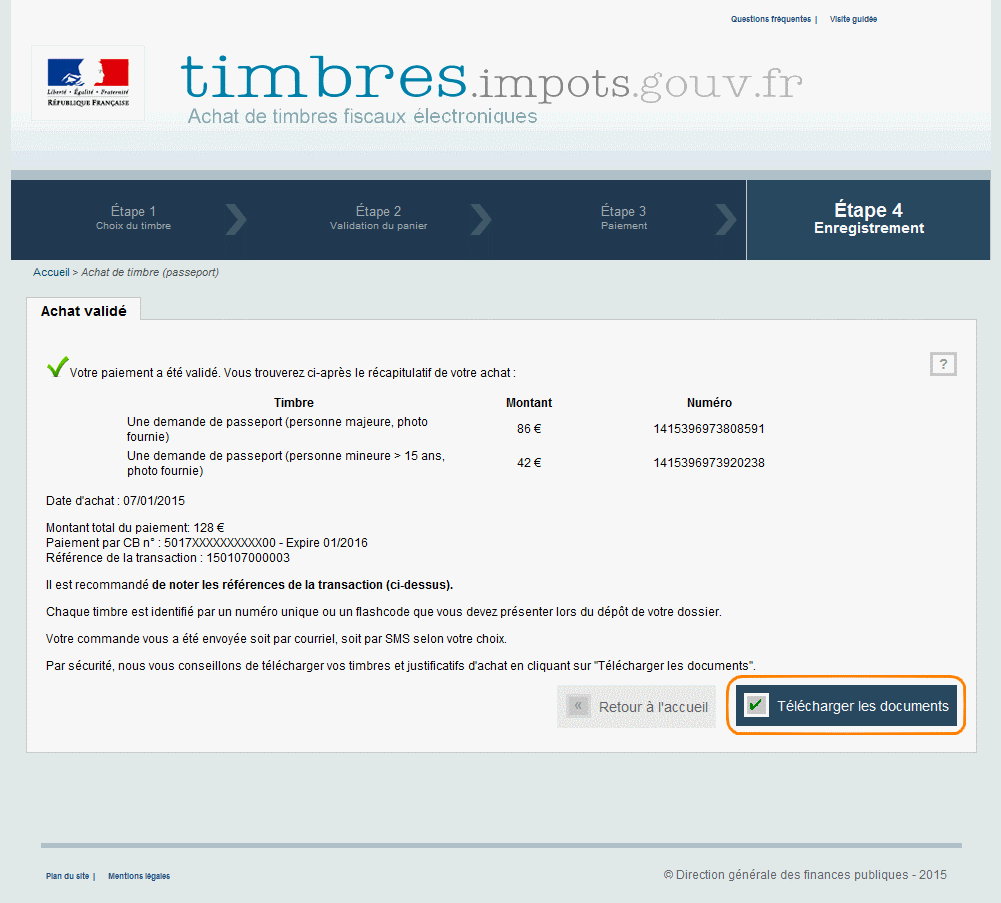 Questions fréquentes | Visite guidée
Liberté • Égalité • Fraternité
RÉPUBLIQUE FRANÇAISE
timbres.impots.gouv.fr
Achat de timbres fiscaux électroniques
Étape 1
Choix du timbre
Étape 2
Validation du panier
Étape 3
Paiement
Étape 4
Enregistrement
Accueil > Achat de timbre (passeport)
Achat validé
Votre paiement a été validé. Vous trouverez ci-après le récapitulatif de votre achat :
?
Timbre Montant Numéro
Une demande de passeport (personne majeure, photo
fournie) 86 € 1415396973808591
Une demande de passeport (personne mineure > 15 ans,
photo fournie) 42 € 1415396973920238
Date d'achat : 07/01/2015
Montant total du paiement: 128 €
Paiement par CB n° : 5017XXXXXXXXXX00 - Expire 01/2016
Référence de la transaction : 150107000003
Il est recommandé de noter les références de la transaction (ci-dessus).
Chaque timbre est identifié par un numéro unique ou un flashcode que vous devez présenter lors du dépôt de votre dossier.
Votre commande vous a été envoyée soit par courriel, soit par SMS selon votre choix.
Par sécurité, nous vous conseillons de télécharger vos timbres et justificatifs d'achat en cliquant sur "Télécharger les documents".
« Retour à l'accueil
Télécharger les documents
Plan du site | Mentions légales
© Direction générale des finances publiques - 2015